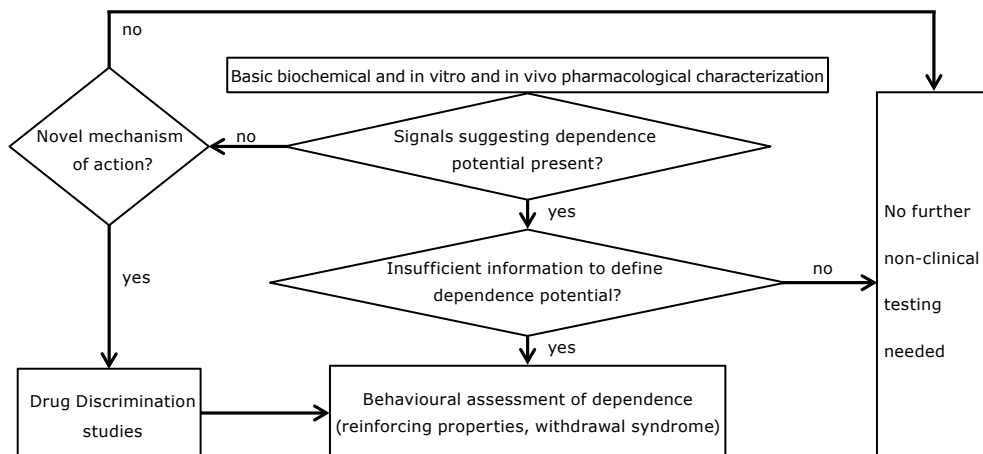 no
Basic biochemical and in vitro and in vivo pharmacological characterization
Novel mechanism
of action?
no
Signals suggesting dependence
potential present?
yes
No further
non-clinical
testing
needed
yes
Insufficient information to define
dependence potential?
no
yes
Drug Discrimination
studies
Behavioural assessment of dependence
(reinforcing properties, withdrawal syndrome)